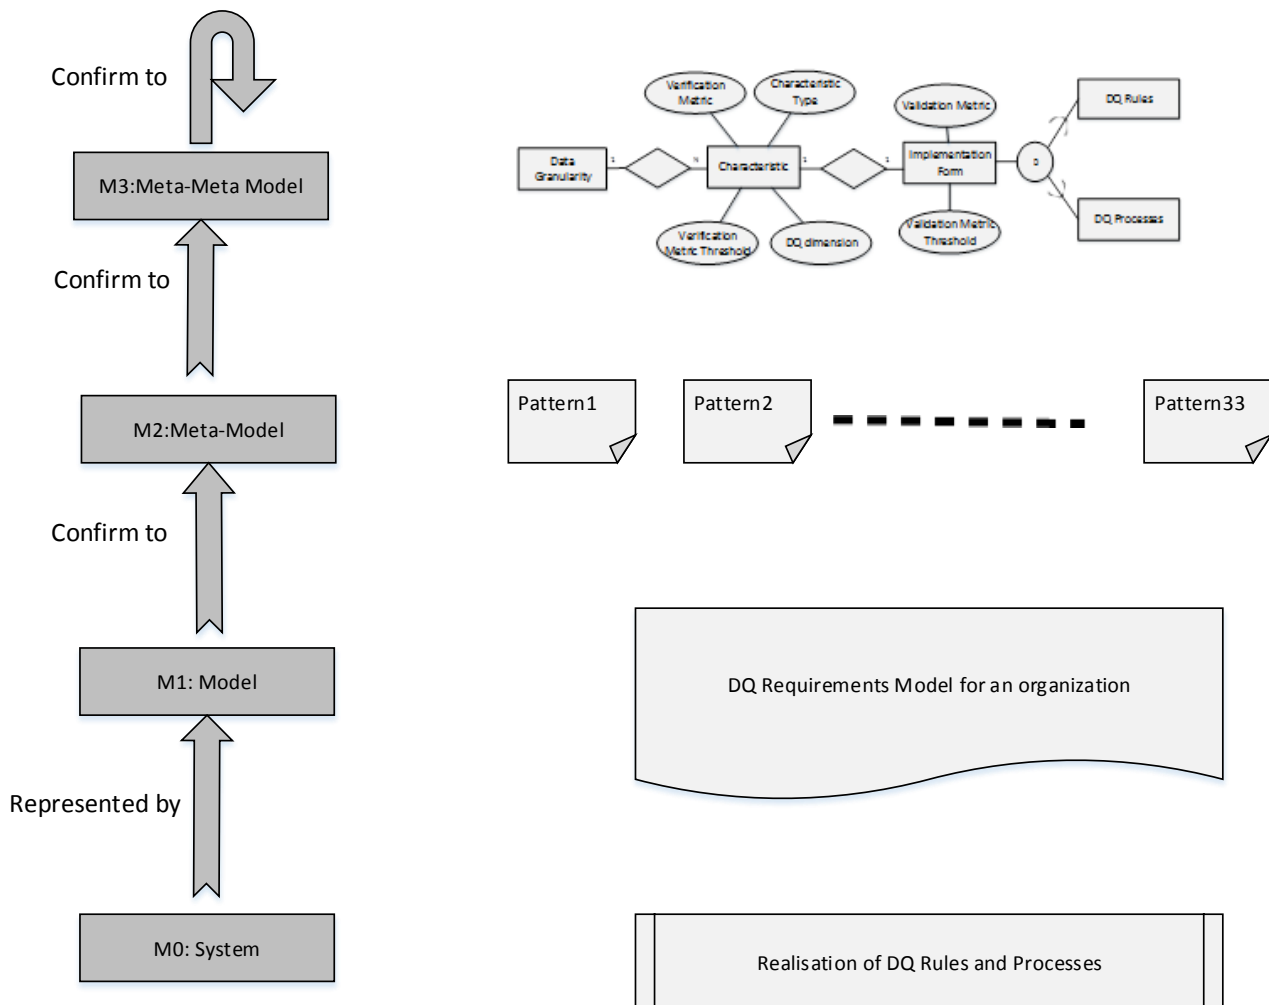 Confirm to
M3:Meta-Meta Model
Confirm to
M2:Meta-Model
Confirm to
M1: Model
Represented by
M0: System
Verification
Metric
Characteristic
Type
Validation Metric
DQ Rules
Data
Granularity
1
N
Characteristic
1
1
Implementation
Form
D
Verification
Metric Threshold
DQ dimension
Validation Metric
Threshold
DQ Processes
Pattern1
Pattern2
Pattern33
DQ Requirements Model for an organization
Realisation of DQ Rules and Processes